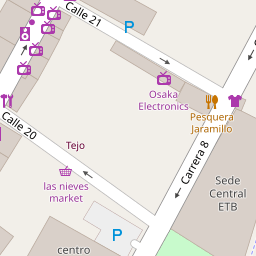 Calle 21
P
Osaka
Electronics
Pesquera
Jaramillo
Calle 20
Tejo
Carrera 8
las nieves
market
Sede
Central
ETB
P
centro